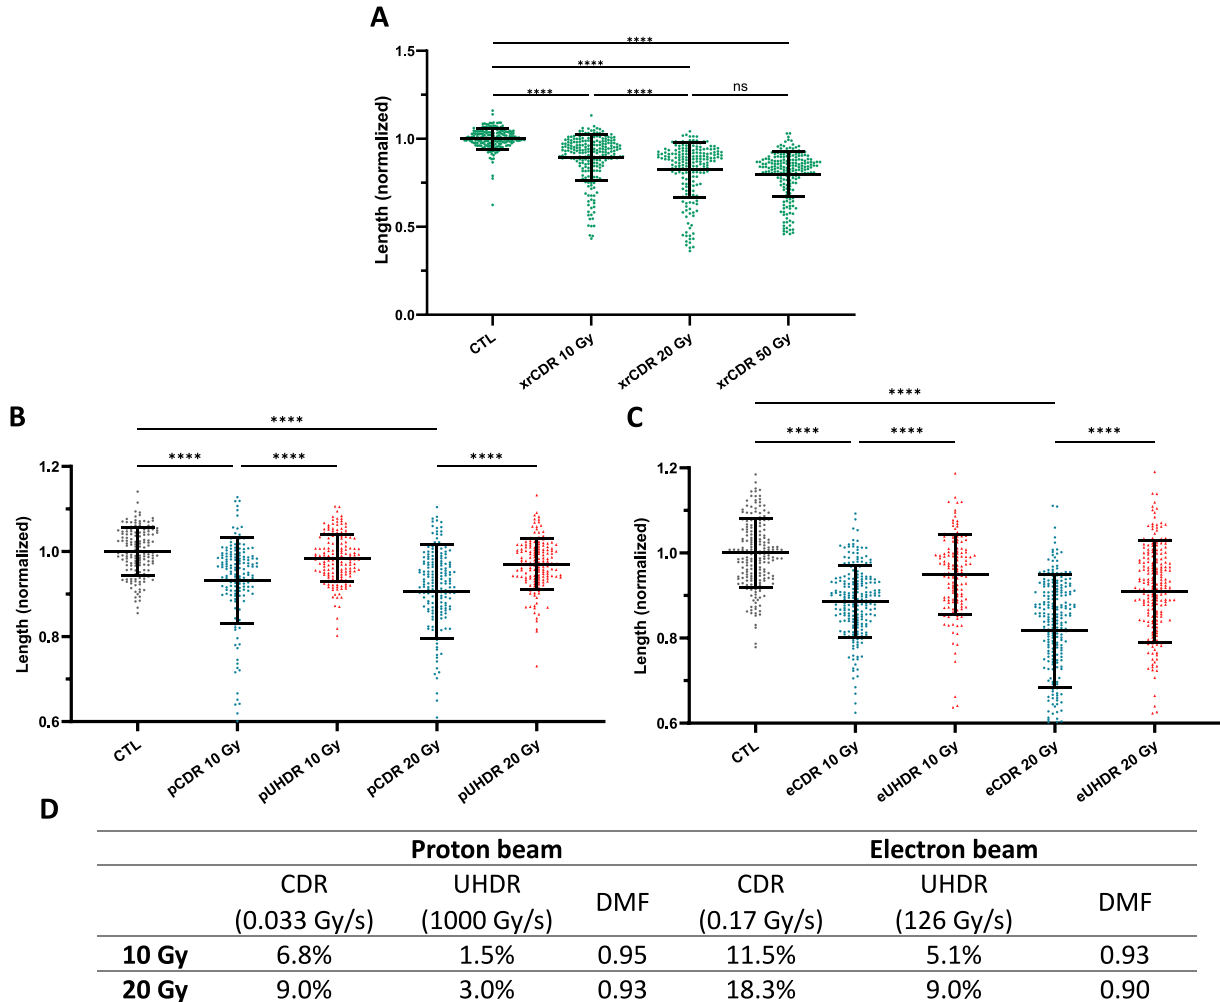 A
****
1.5
****
****
****
ns
1.0
0.5
0.0
Length (normalized)
CTL
xrCDR 10 Gy
xrCDR 20 Gy
xrCDR 50 Gy
B
****
****
****
****
1.2
1.0
0.8
0.6
Length (normalized)
CTL
pCDR 10 Gy
pUHDR 10 Gy
pCDR 20 Gy
pUHDR 20 Gy
C
****
****
****
****
1.2
1.0
0.8
0.6
Length (normalized)
CTL
eCDR 10 Gy
eUHDR 10 Gy
eCDR 20 Gy
eUHDR 20 Gy
D
Proton beam Electron beam
CDR UHDR DMF CDR UHDR DMF
(0.033 Gy/s) (1000 Gy/s) (0.17 Gy/s) (126 Gy/s)
10 Gy 6.8% 1.5% 0.95 11.5% 5.1% 0.93
20 Gy 9.0% 3.0% 0.93 18.3% 9.0% 0.90